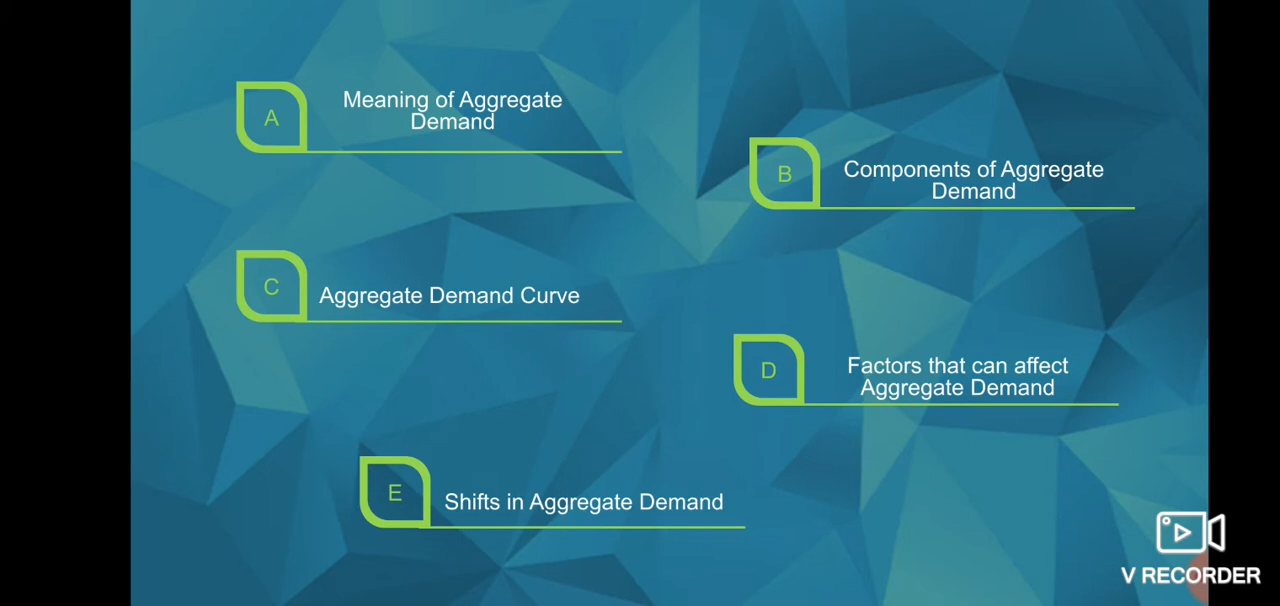 A
Meaning of Aggregate
Demand
B
Components of Aggregate
Demand
C
Aggregate Demand Curve
D
Factors that can affect
Aggregate Demand
E
Shifts in Aggregate Demand
V RECORDER